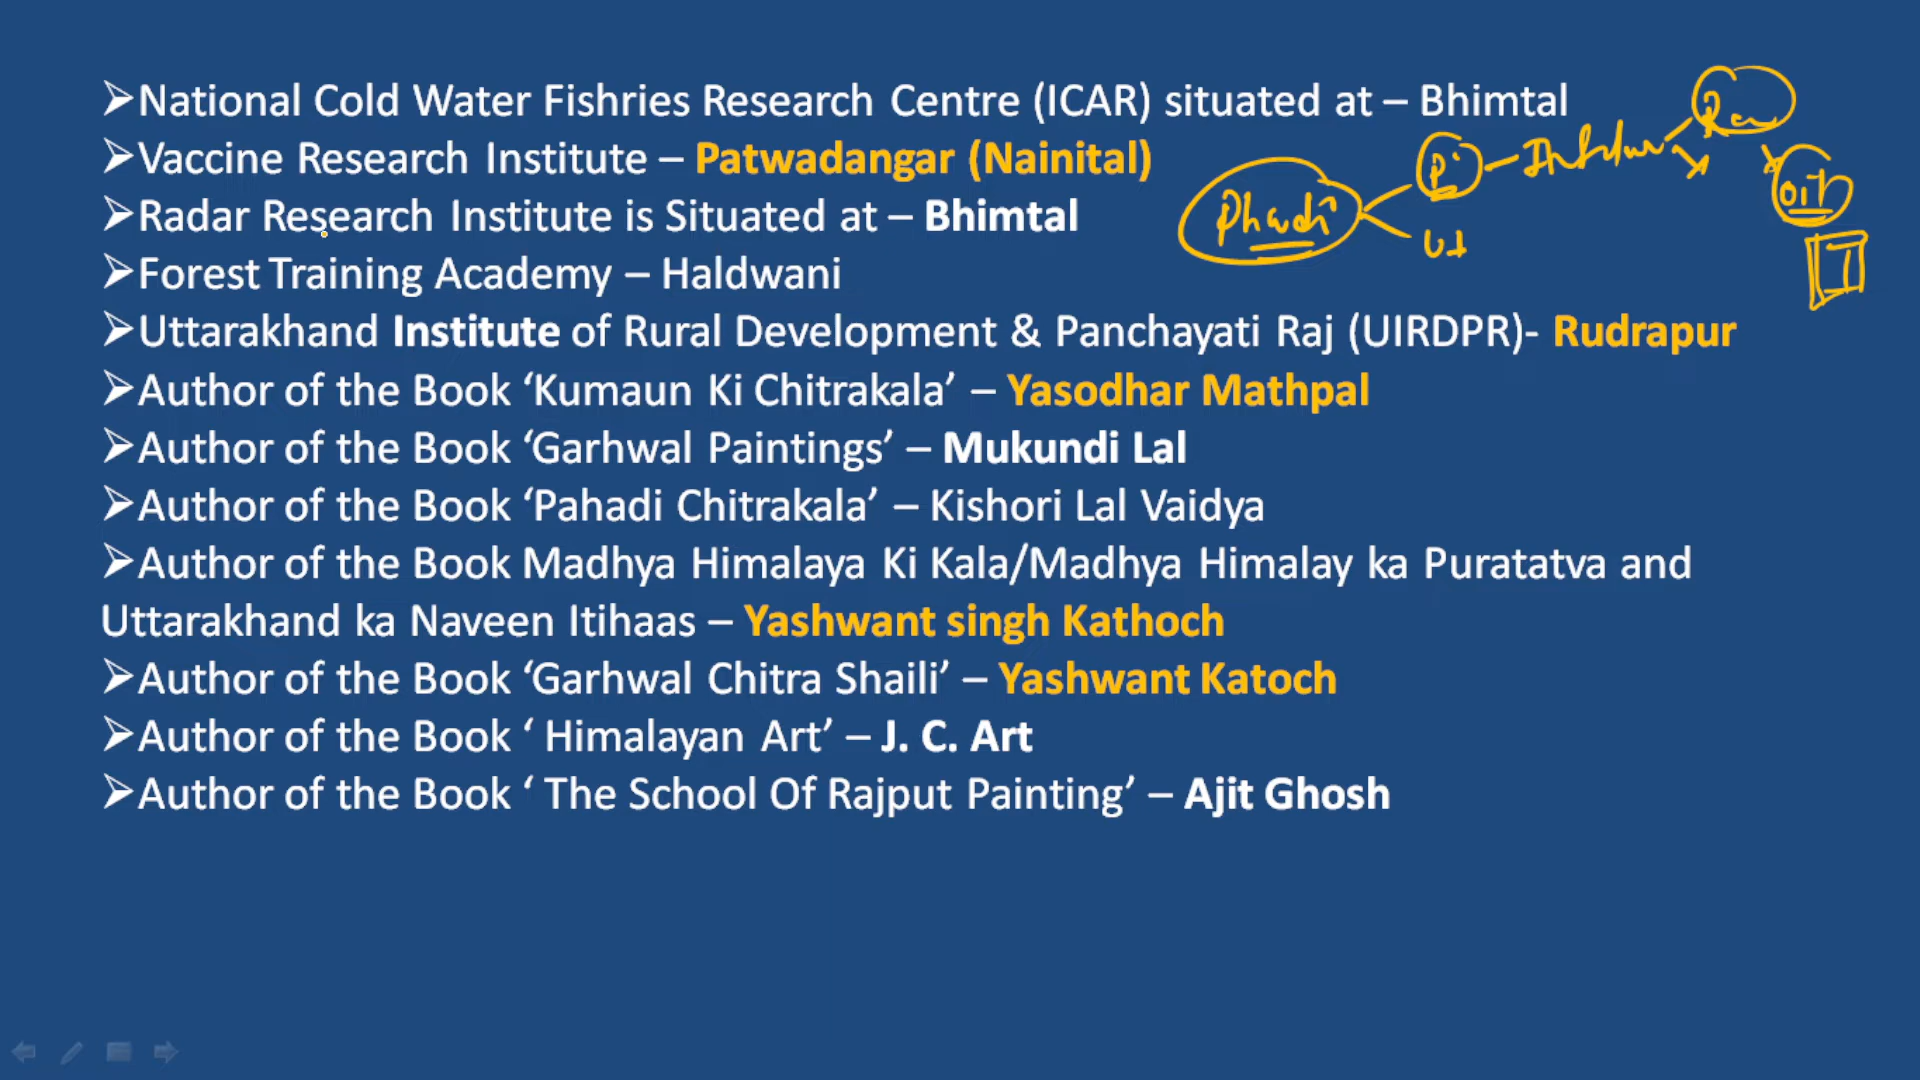 ➢National Cold Water Fishries Research Centre (ICAR) situated at – Bhimtal
➢Vaccine Research Institute – Patwadangar (Nainital)
➢Radar Research Institute is Situated at – Bhimtal
➢Forest Training Academy – Haldwani
➢Uttarakhand Institute of Rural Development & Panchayati Raj (UIRDPR)- Rudrapur
➢Author of the Book ‘Kumaun Ki Chitrakala’ – Yasodhar Mathpal
➢Author of the Book ‘Garhwal Paintings’ – Mukundi Lal
➢Author of the Book ‘Pahadi Chitrakala’ – Kishori Lal Vaidya
➢Author of the Book Madhya Himalaya Ki Kala/Madhya Himalay ka Puratatva and
Uttarakhand ka Naveen Itihaas – Yashwant singh Kathoch
➢Author of the Book ‘Garhwal Chitra Shaili’ – Yashwant Katoch
➢Author of the Book ‘ Himalayan Art’ – J. C. Art
➢Author of the Book ‘ The School Of Rajput Painting’ – Ajit Ghosh